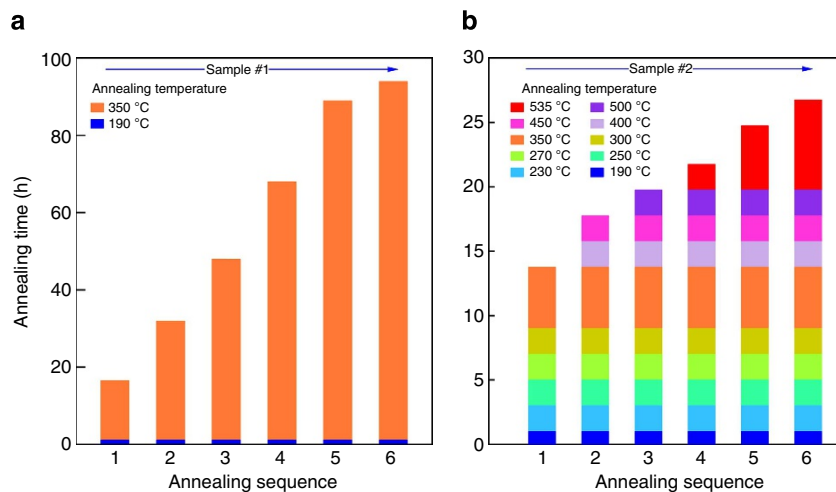 a
Sample #1
Annealing temperature
350 °C
190 °C
100
80
60
40
20
0
Annealing time (h)
1 2 3 4 5 6
Annealing sequence
b
Sample #2
Annealing temperature
535 °C 500 °C
450 °C 400 °C
350 °C 300 °C
270 °C 250 °C
230 °C 190 °C
30
25
20
15
10
5
0
1 2 3 4 5 6
Annealing sequence